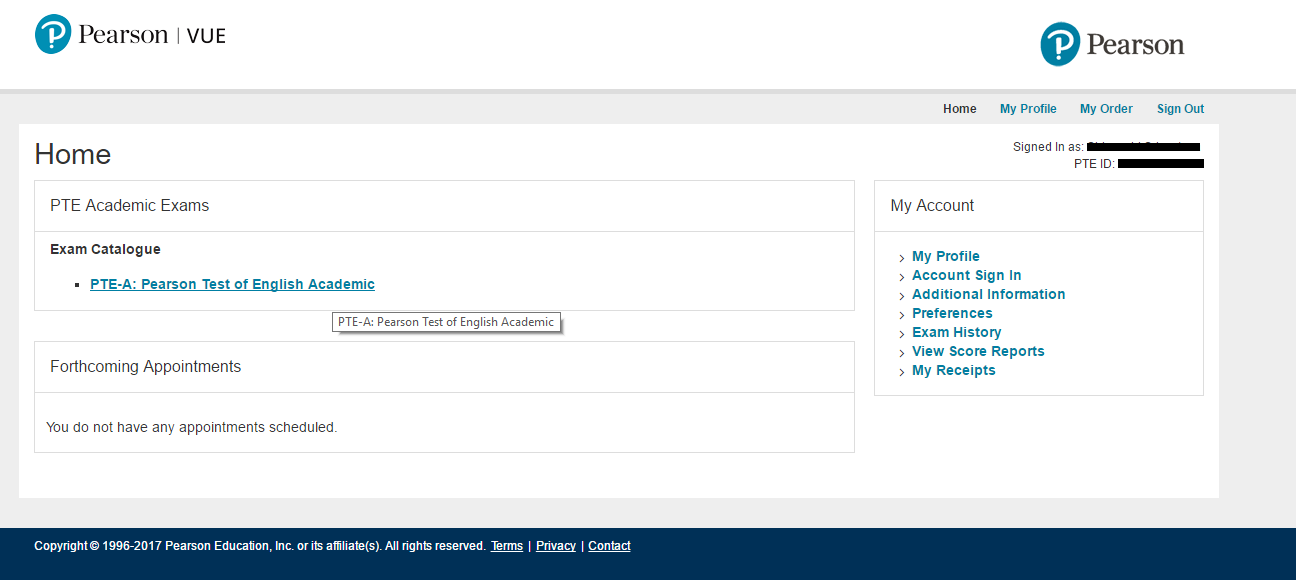 Pearson | VUE
Pearson
Home My Profile My Order Sign Out
Home
Signed In as:
PTE ID:
PTE Academic Exams
Exam Catalogue
PTE-A: Pearson Test of English Academic
PTE-A: Pearson Test of English Academic
Forthcoming Appointments
You do not have any appointments scheduled.
My Account
My Profile
Account Sign In
Additional Information
Preferences
Exam History
View Score Reports
My Receipts
Copyright © 1996-2017 Pearson Education, Inc. or its affiliate(s). All rights reserved. Terms | Privacy | Contact